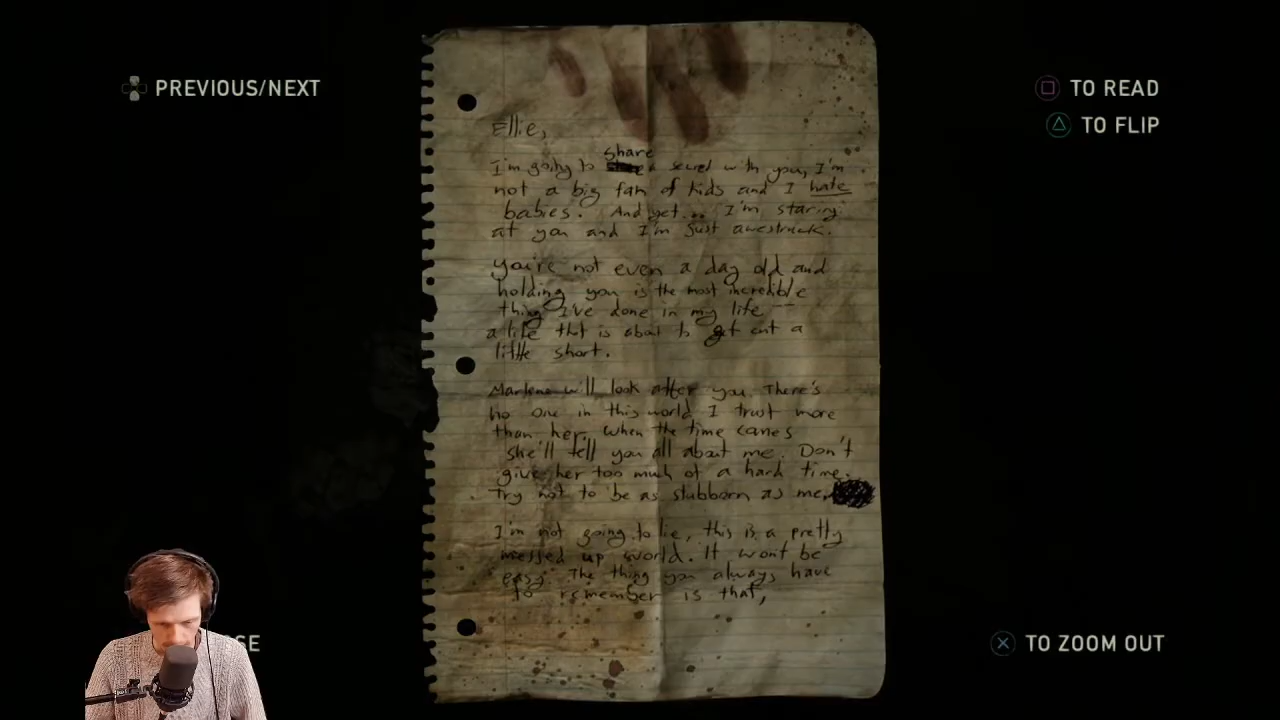 PREVIOUS/NEXT
TO READ
TO FLIP
Ellie,
share
I'm going to a secret with you, I'm
not a big fan of kids and I hate
babies. And yet.. I'm staring
at you and I'm just awestruck.
You're not even a day old and
holding you is the most incredible
thing I've done in my life
a life that is about to get cut a
little short.
Marlene will look after you. There's
no one in this world I trust more
than her. When the time comes
she'll tell you all about me. Don't
give her too much of a hard time.
Try not to be as stubborn as me.
I'm not going to lie, this is a pretty
messed up world. It wont be
easy. The thing you always have
to remember is that,
SE
TO ZOOM OUT